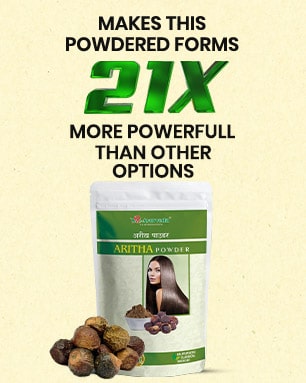 MAKES THIS
POWDERED FORMS
21X
MORE POWERFULL
THAN OTHER
OPTIONS
अरीठा पाउडर
ARITHA POWDER